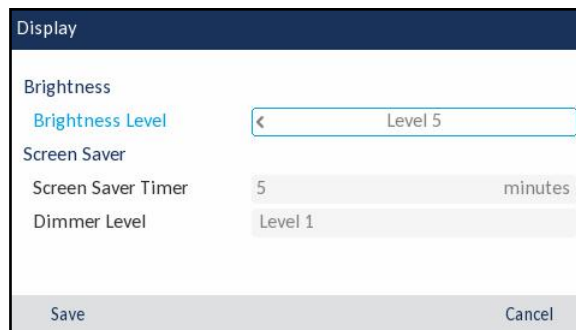 Display
Brightness
Brightness Level < Level 5
Screen Saver
Screen Saver Timer 5 minutes
Dimmer Level Level 1
Save Cancel